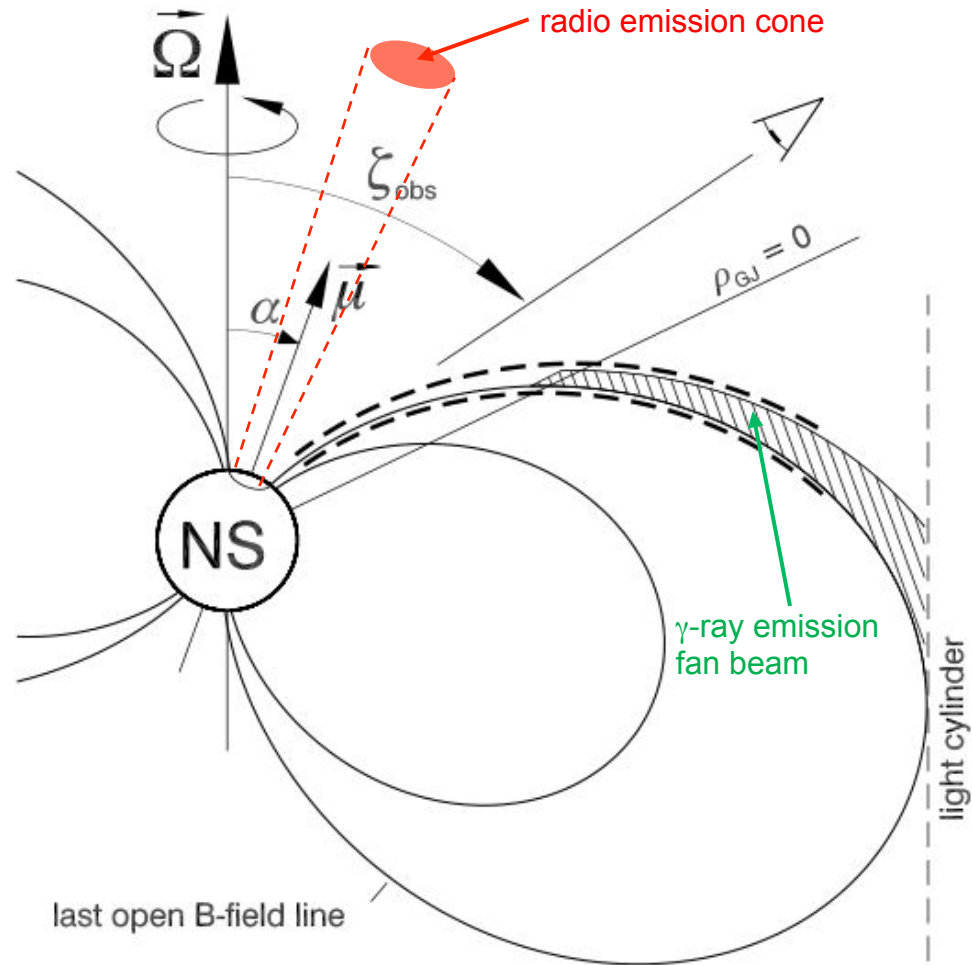 radio emission cone
Ω
ζobs
ρGJ = 0
α
μ
NS
γ-ray emission
fan beam
light cylinder
last open B-field line